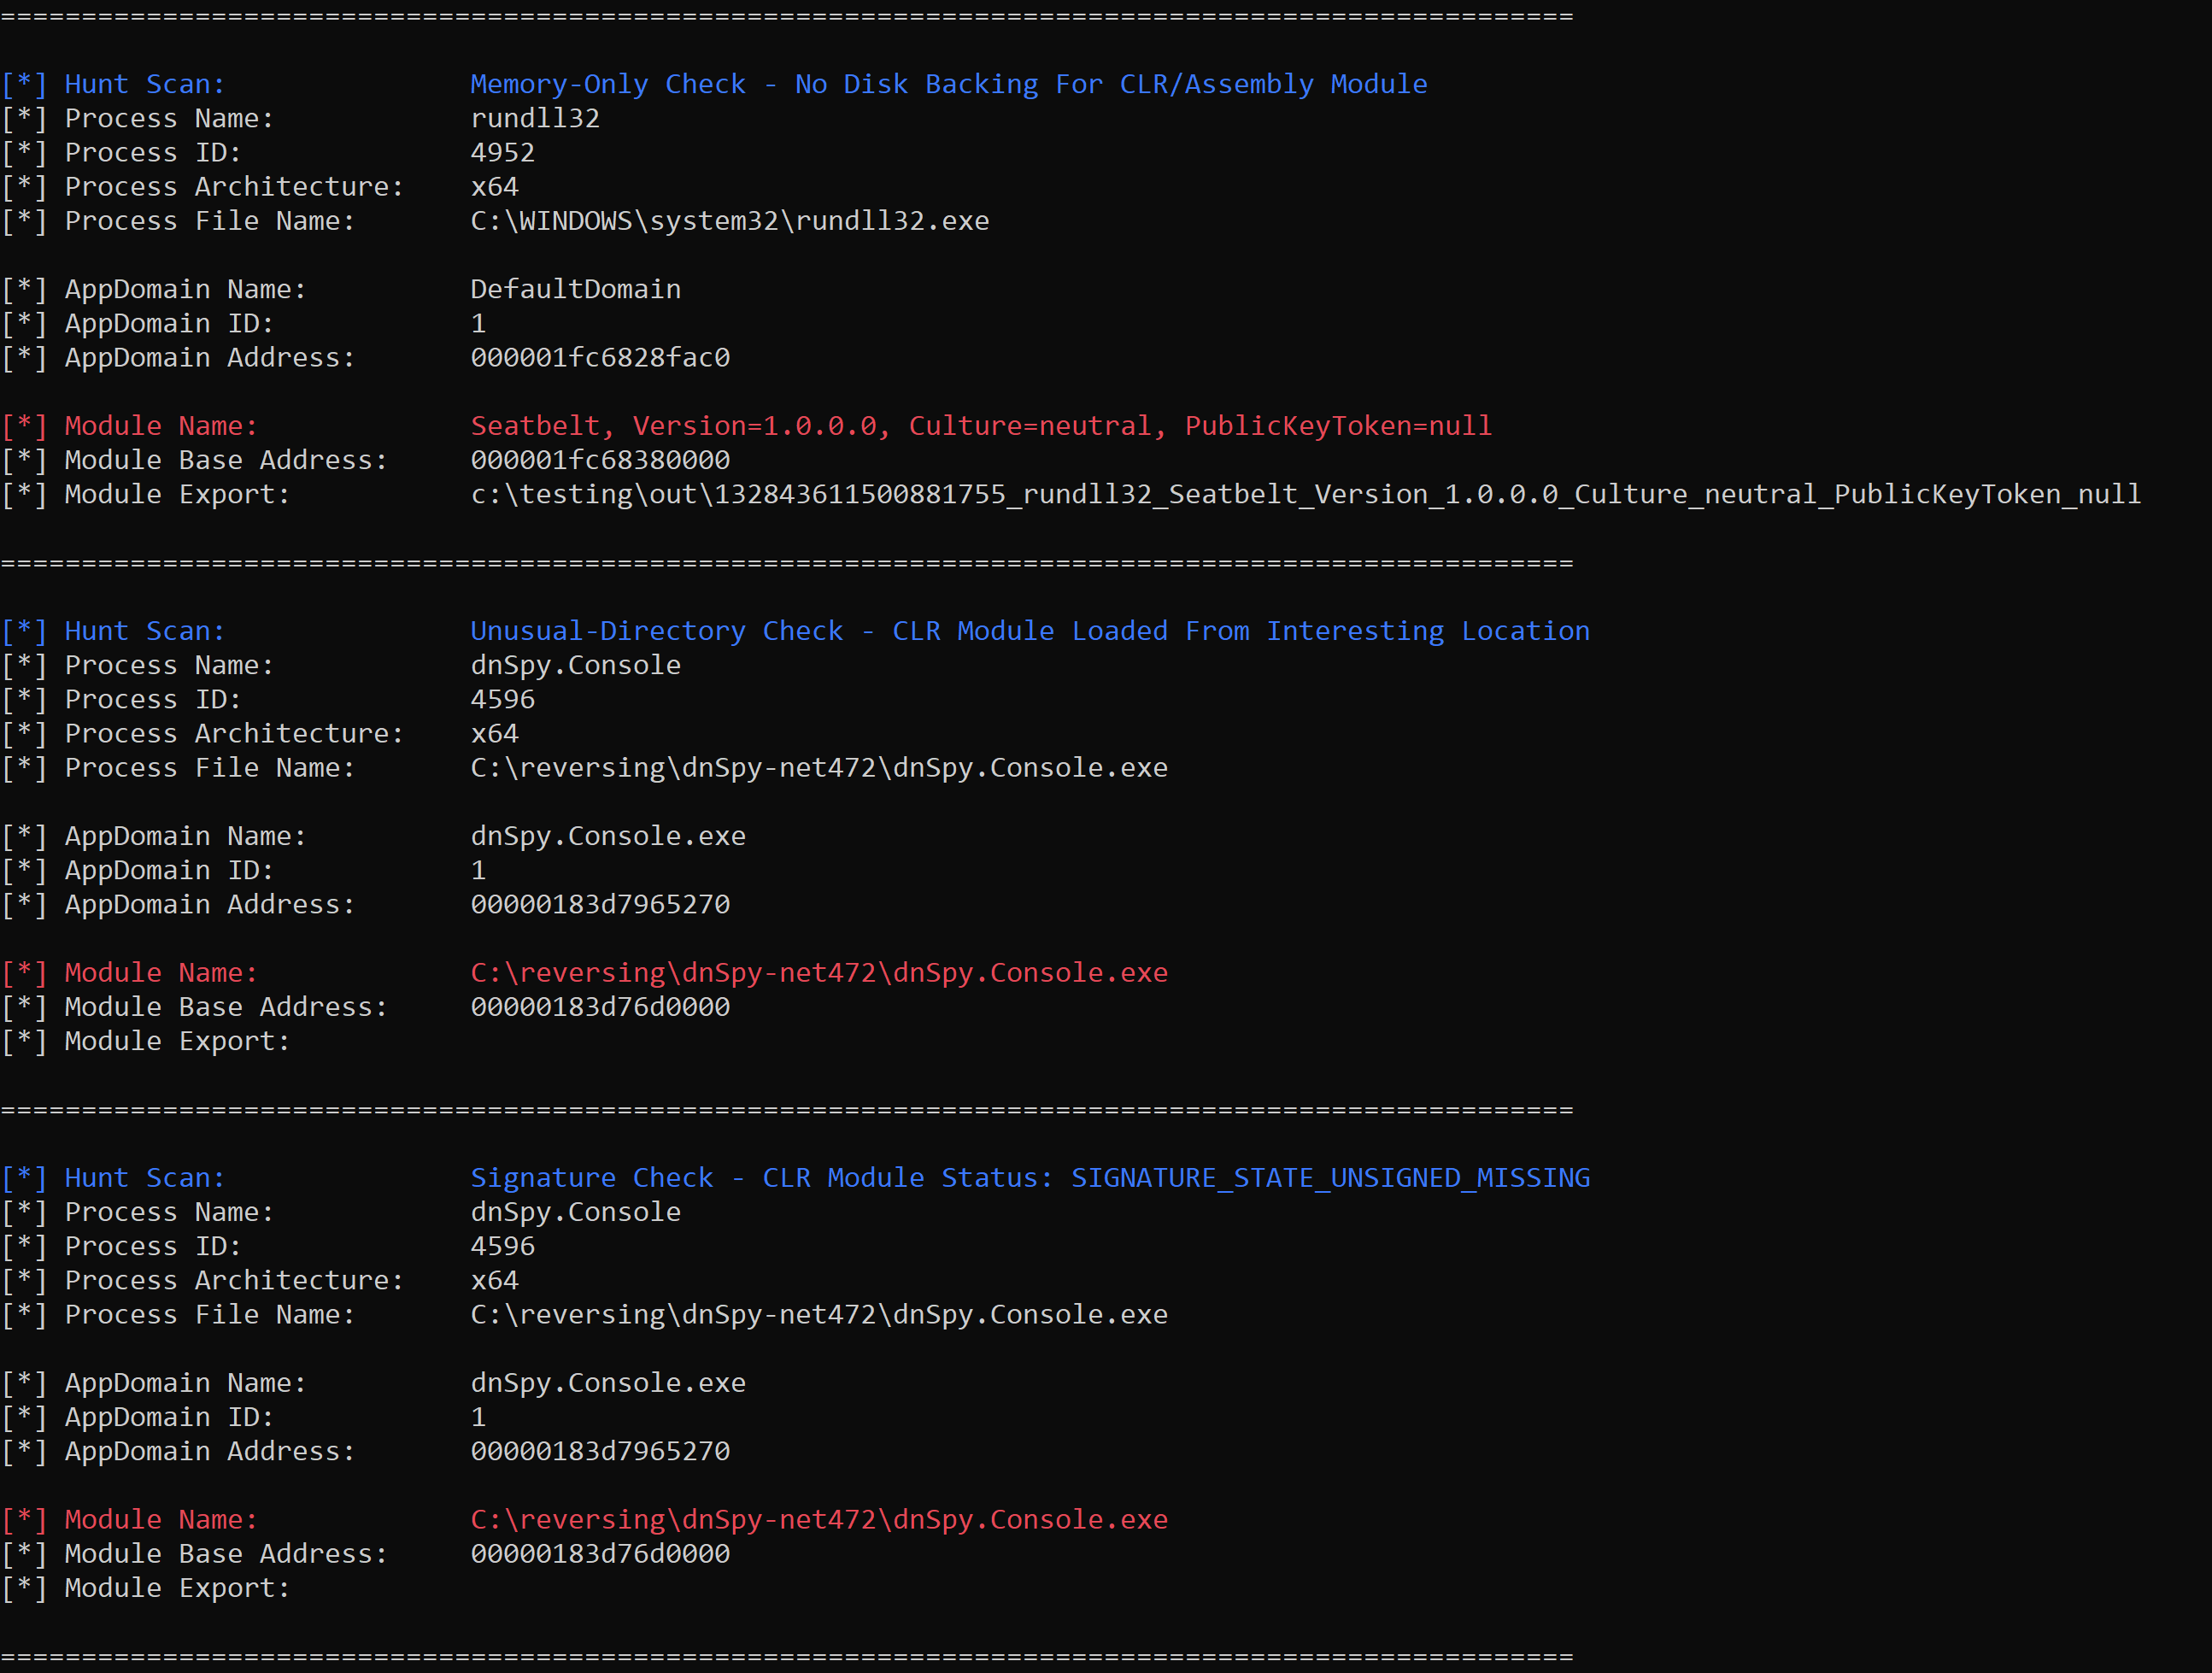 =================================================================================================
[*] Hunt Scan: Memory-Only Check - No Disk Backing For CLR/Assembly Module
[*] Process Name: rundll32
[*] Process ID: 4952
[*] Process Architecture: x64
[*] Process File Name: C:\WINDOWS\system32\rundll32.exe
[*] AppDomain Name: DefaultDomain
[*] AppDomain ID: 1
[*] AppDomain Address: 000001fc6828fac0
[*] Module Name: Seatbelt, Version=1.0.0.0, Culture=neutral, PublicKeyToken=null
[*] Module Base Address: 000001fc68380000
[*] Module Export: c:\testing\out\132843611500881755_rundll32_Seatbelt_Version_1.0.0.0_Culture_neutral_PublicKeyToken_null
=================================================================================================
[*] Hunt Scan: Unusual-Directory Check - CLR Module Loaded From Interesting Location
[*] Process Name: dnSpy.Console
[*] Process ID: 4596
[*] Process Architecture: x64
[*] Process File Name: C:\reversing\dnSpy-net472\dnSpy.Console.exe
[*] AppDomain Name: dnSpy.Console.exe
[*] AppDomain ID: 1
[*] AppDomain Address: 00000183d7965270
[*] Module Name: C:\reversing\dnSpy-net472\dnSpy.Console.exe
[*] Module Base Address: 00000183d76d0000
[*] Module Export:
=================================================================================================
[*] Hunt Scan: Signature Check - CLR Module Status: SIGNATURE_STATE_UNSIGNED_MISSING
[*] Process Name: dnSpy.Console
[*] Process ID: 4596
[*] Process Architecture: x64
[*] Process File Name: C:\reversing\dnSpy-net472\dnSpy.Console.exe
[*] AppDomain Name: dnSpy.Console.exe
[*] AppDomain ID: 1
[*] AppDomain Address: 00000183d7965270
[*] Module Name: C:\reversing\dnSpy-net472\dnSpy.Console.exe
[*] Module Base Address: 00000183d76d0000
[*] Module Export:
=================================================================================================